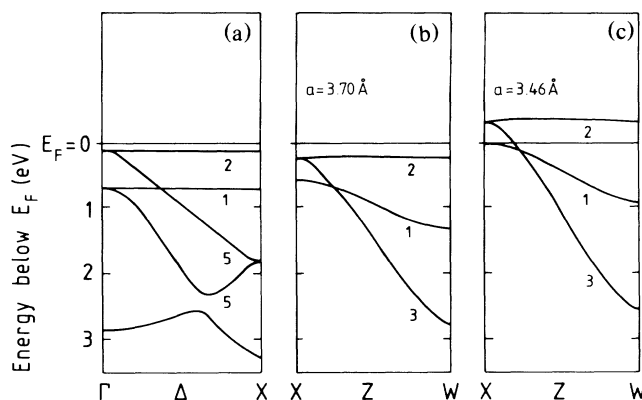 (a)
(b)
(c)
a = 3.70 Å
a = 3.46 Å
Energy below E_F (eV)
E_F = 0
1
2
3
2
1
5
5
2
1
3
2
1
3
Γ Δ X
X Z W
X Z W